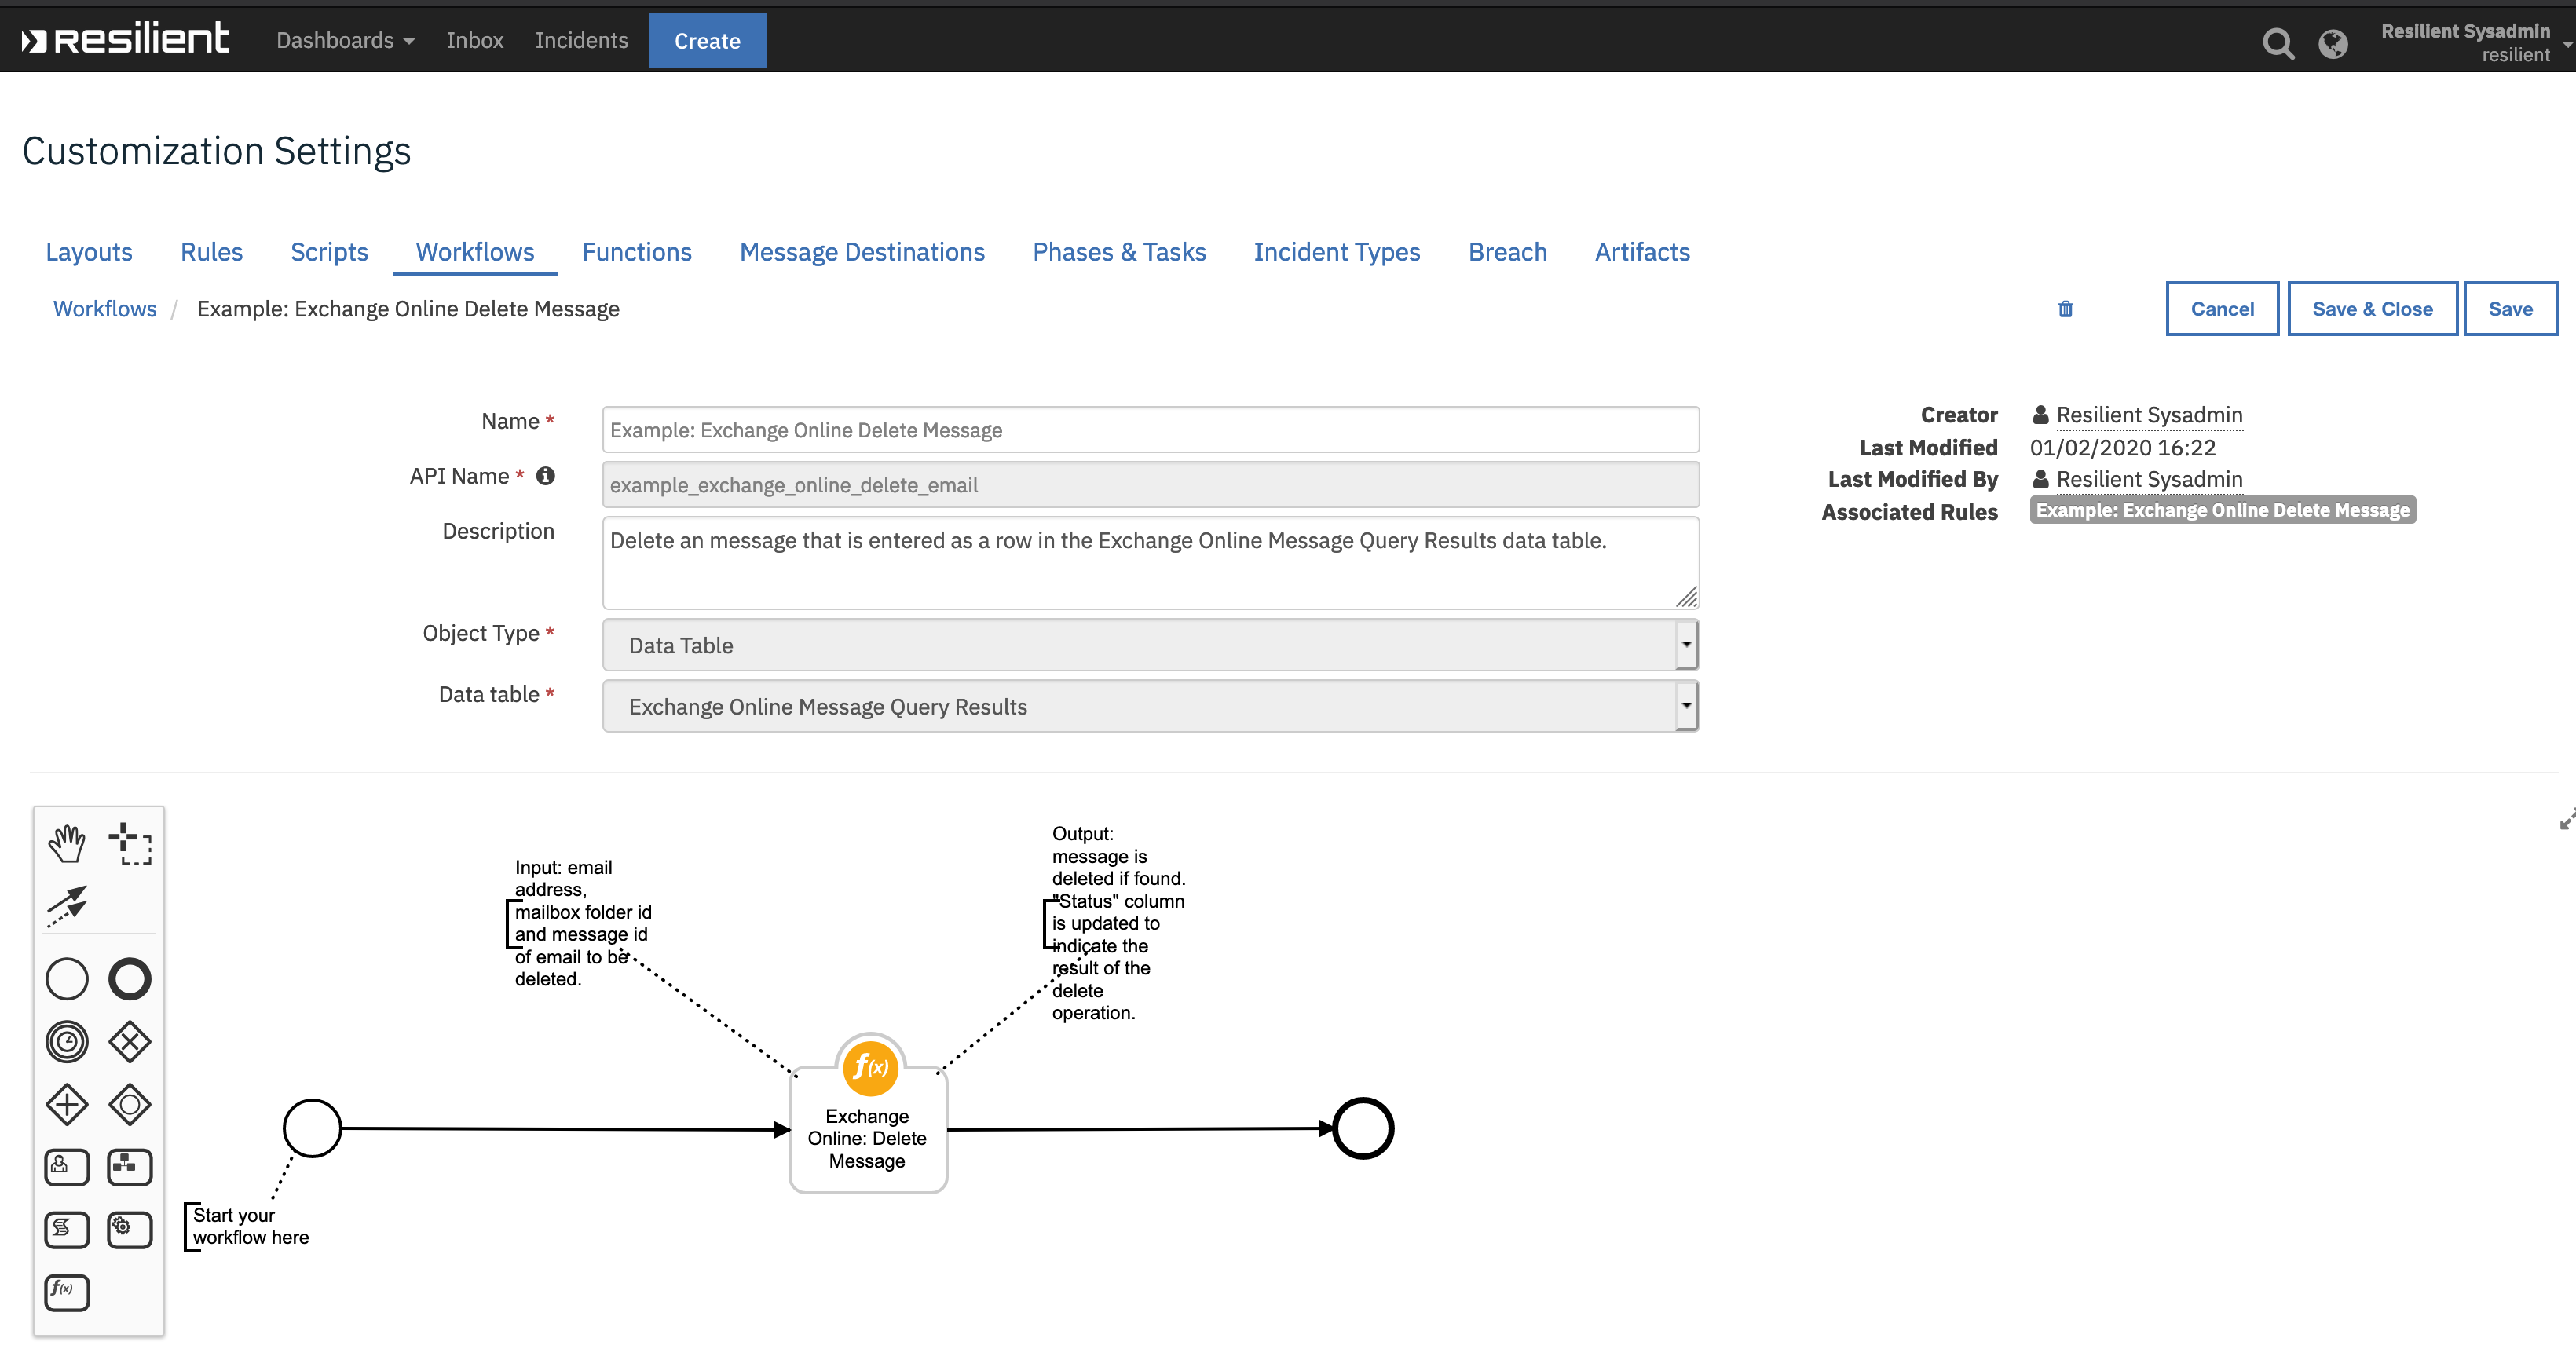 resilient Dashboards Inbox Incidents Create Resilient Sysadmin
resilient
Customization Settings
Layouts Rules Scripts Workflows Functions Message Destinations Phases & Tasks Incident Types Breach Artifacts
Workflows / Example: Exchange Online Delete Message Cancel Save & Close Save
Name * Example: Exchange Online Delete Message
API Name * example_exchange_online_delete_email
Description Delete an message that is entered as a row in the Exchange Online Message Query Results data table.
Object Type * Data Table
Data table * Exchange Online Message Query Results
Creator Resilient Sysadmin
Last Modified 01/02/2020 16:22
Last Modified By Resilient Sysadmin
Associated Rules Example: Exchange Online Delete Message
Input: email
address,
mailbox folder id
and message id
of email to be
deleted.
Output:
message is
deleted if found.
"Status" column
is updated to
indicate the
result of the
delete
operation.
f(x)
Exchange
Online: Delete
Message
Start your
workflow here
f(x)